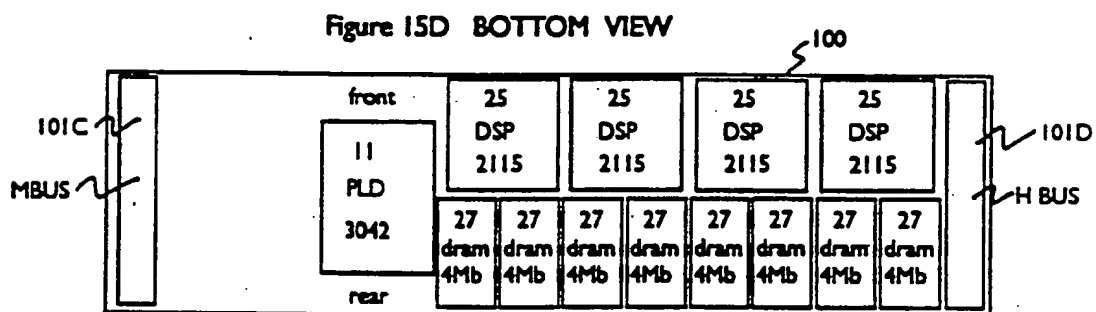 Figure 15D BOTTOM VIEW
100
front
25 25 25 25
101C
DSP DSP DSP DSP
101D
11
2115 2115 2115 2115
MBUS
PLD
H BUS
3042
27 27 27 27 27 27 27 27
dram dram dram dram dram dram dram dram
4Mb 4Mb 4Mb 4Mb 4Mb 4Mb 4Mb 4Mb
rear